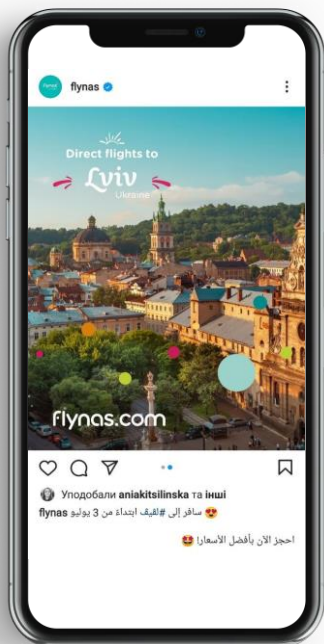 flynas
Direct flights to
Lviv
Ukraine
flynas.com
Уподобали aniakitsilinska та інші
flynas سافر إلى #لفيف ابتداءً من 3 يوليو 😍
احجز الآن بأفضل الأسعار! 🤩